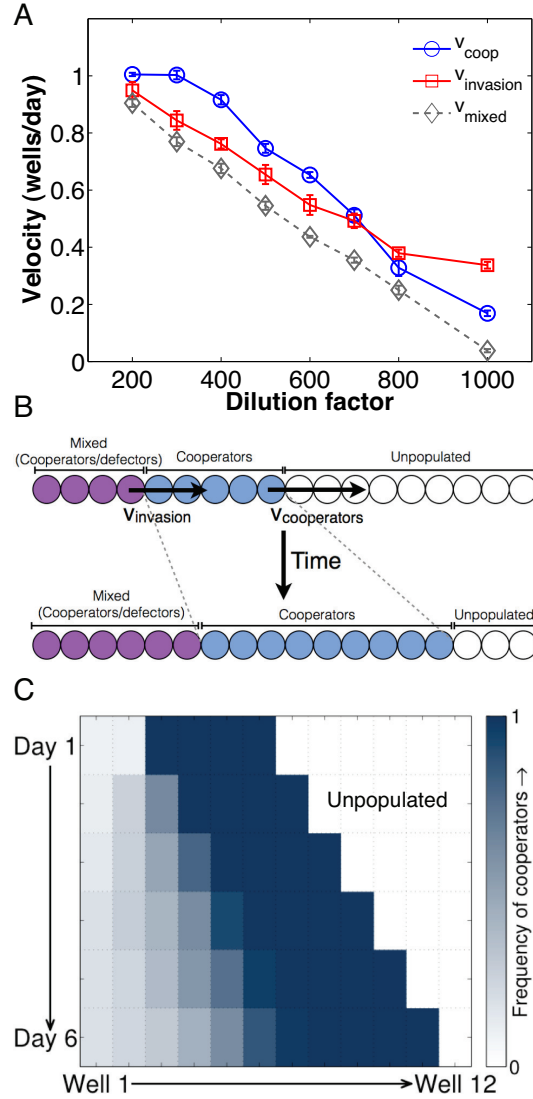 A
v_coop
v_invasion
v_mixed
1
0.8
0.6
0.4
0.2
0
Velocity (wells/day)
200 400 600 800 1000
Dilution factor
B
Mixed
(Cooperators/defectors)
Cooperators
Unpopulated
v_invasion
v_cooperators
Time
Mixed
(Cooperators/defectors)
Cooperators
Unpopulated
C
Day 1
Unpopulated
Day 6
Well 1
Well 12
1
Frequency of cooperators →
0